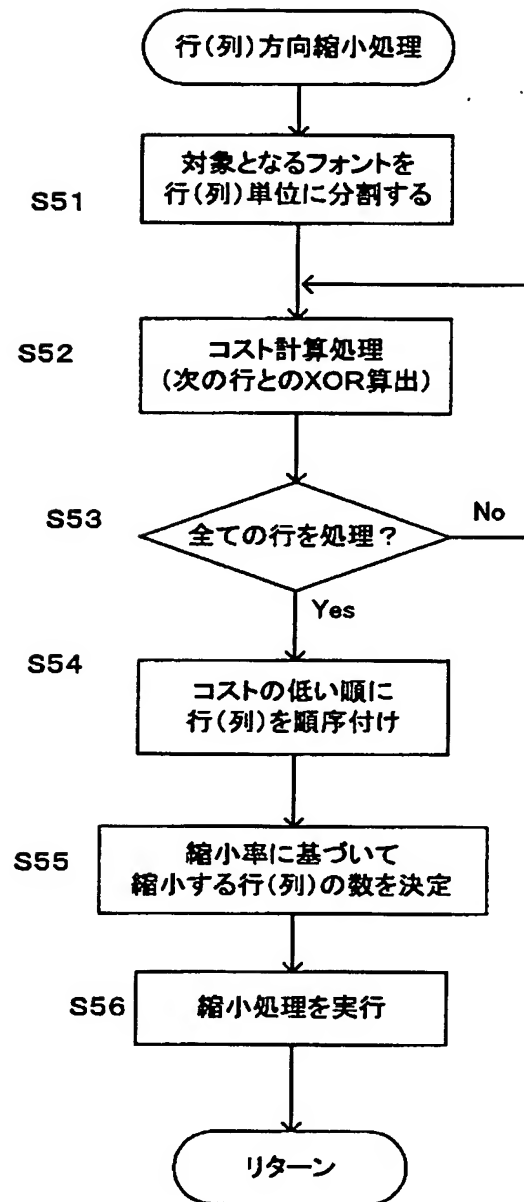 行(列)方向縮小処理
S51
対象となるフォントを
行(列)単位に分割する
S52
コスト計算処理
(次の行とのXOR算出)
S53
全ての行を処理?
No
Yes
S54
コストの低い順に
行(列)を順序付け
S55
縮小率に基づいて
縮小する行(列)の数を決定
S56
縮小処理を実行
リターン